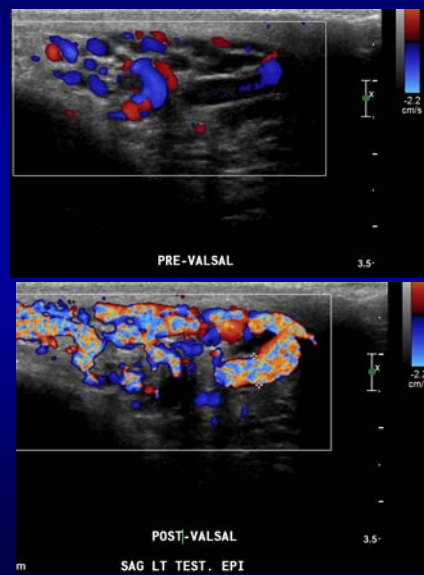 X
-2.2
cm/s
PRE-VALSAL
3.5-
X
-2.2
cm/s
POST-VALSAL
3.5-
m
SAG LT TEST. EPI